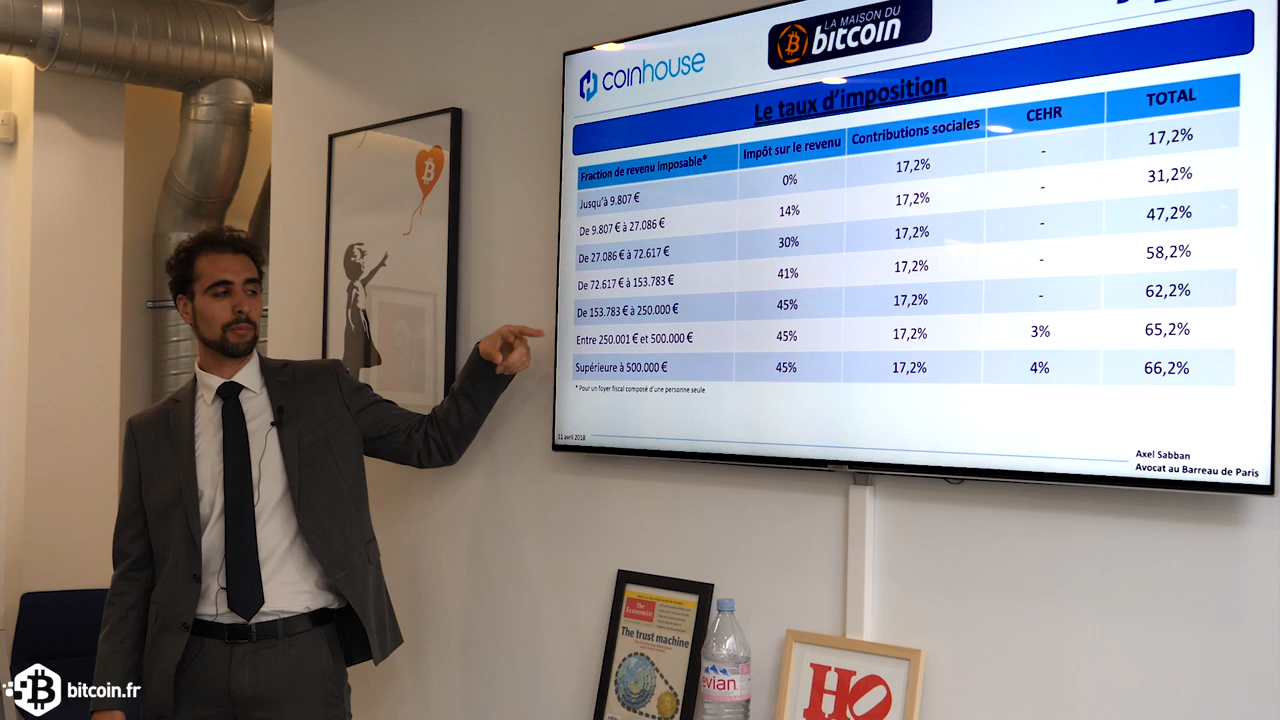 LA MAISON DU
bitcoin
coinhouse
Le taux d'imposition
Fraction de revenu imposable* Impôt sur le revenu Contributions sociales CEHR TOTAL
Jusqu'à 9.807 € 0% 17,2% - 17,2%
De 9.807 € à 27.086 € 14% 17,2% - 31,2%
De 27.086 € à 72.617 € 30% 17,2% - 47,2%
De 72.617 € à 153.783 € 41% 17,2% - 58,2%
De 153.783 € à 250.000 € 45% 17,2% - 62,2%
Entre 250.001 € et 500.000 € 45% 17,2% 3% 65,2%
Supérieure à 500.000 € 45% 17,2% 4% 66,2%
* Pour un foyer fiscal composé d'une personne seule
11 avril 2018
Axel Sabban
Avocat au Barreau de Paris
The
Economist
The trust machine
evian
HO
bitcoin.fr